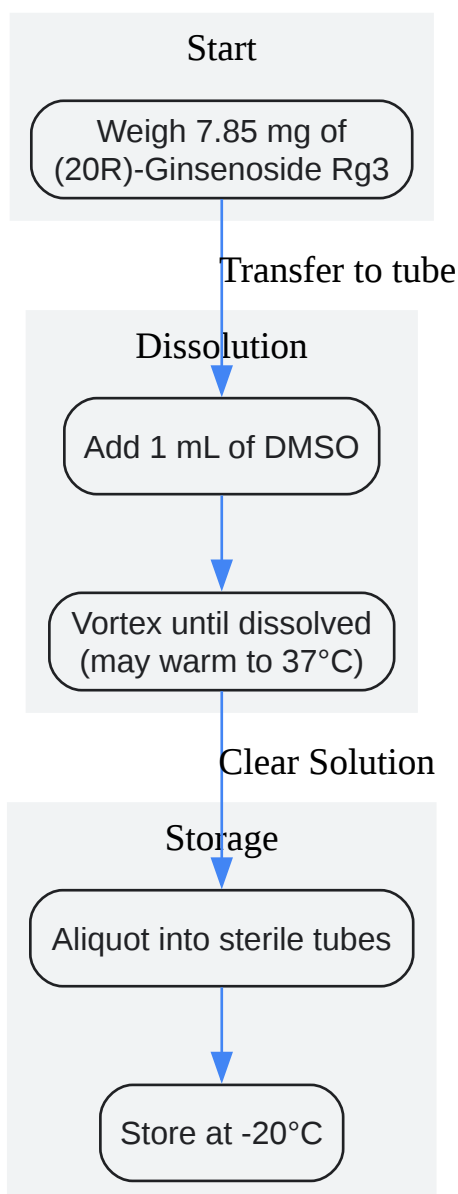 Start
Weigh 7.85 mg of
(20R)-Ginsenoside Rg3
Transfer to tube
Dissolution
Add 1 mL of DMSO
Vortex until dissolved
(may warm to 37°C)
Clear Solution
Storage
Aliquot into sterile tubes
Store at -20°C